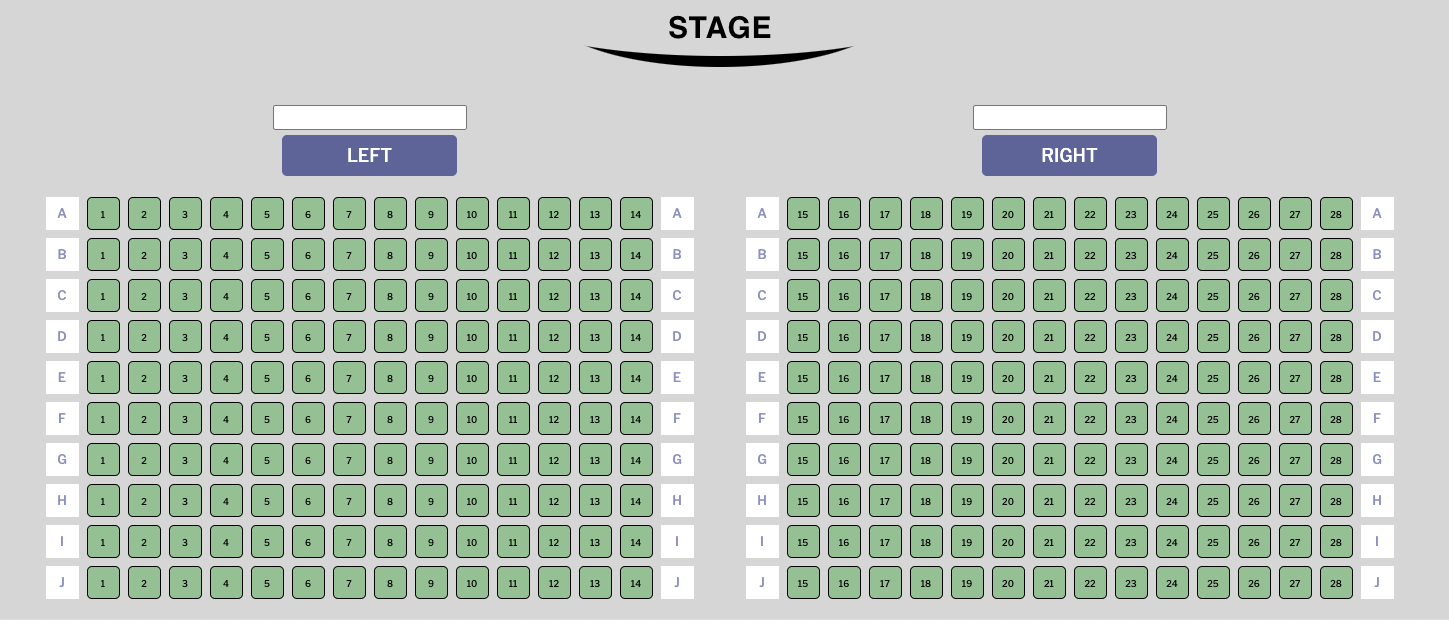 STAGE
LEFT RIGHT
A 1 2 3 4 5 6 7 8 9 10 11 12 13 14 A A 15 16 17 18 19 20 21 22 23 24 25 26 27 28 A
B 1 2 3 4 5 6 7 8 9 10 11 12 13 14 B B 15 16 17 18 19 20 21 22 23 24 25 26 27 28 B
C 1 2 3 4 5 6 7 8 9 10 11 12 13 14 C C 15 16 17 18 19 20 21 22 23 24 25 26 27 28 C
D 1 2 3 4 5 6 7 8 9 10 11 12 13 14 D D 15 16 17 18 19 20 21 22 23 24 25 26 27 28 D
E 1 2 3 4 5 6 7 8 9 10 11 12 13 14 E E 15 16 17 18 19 20 21 22 23 24 25 26 27 28 E
F 1 2 3 4 5 6 7 8 9 10 11 12 13 14 F F 15 16 17 18 19 20 21 22 23 24 25 26 27 28 F
G 1 2 3 4 5 6 7 8 9 10 11 12 13 14 G G 15 16 17 18 19 20 21 22 23 24 25 26 27 28 G
H 1 2 3 4 5 6 7 8 9 10 11 12 13 14 H H 15 16 17 18 19 20 21 22 23 24 25 26 27 28 H
I 1 2 3 4 5 6 7 8 9 10 11 12 13 14 I I 15 16 17 18 19 20 21 22 23 24 25 26 27 28 I
J 1 2 3 4 5 6 7 8 9 10 11 12 13 14 J J 15 16 17 18 19 20 21 22 23 24 25 26 27 28 J